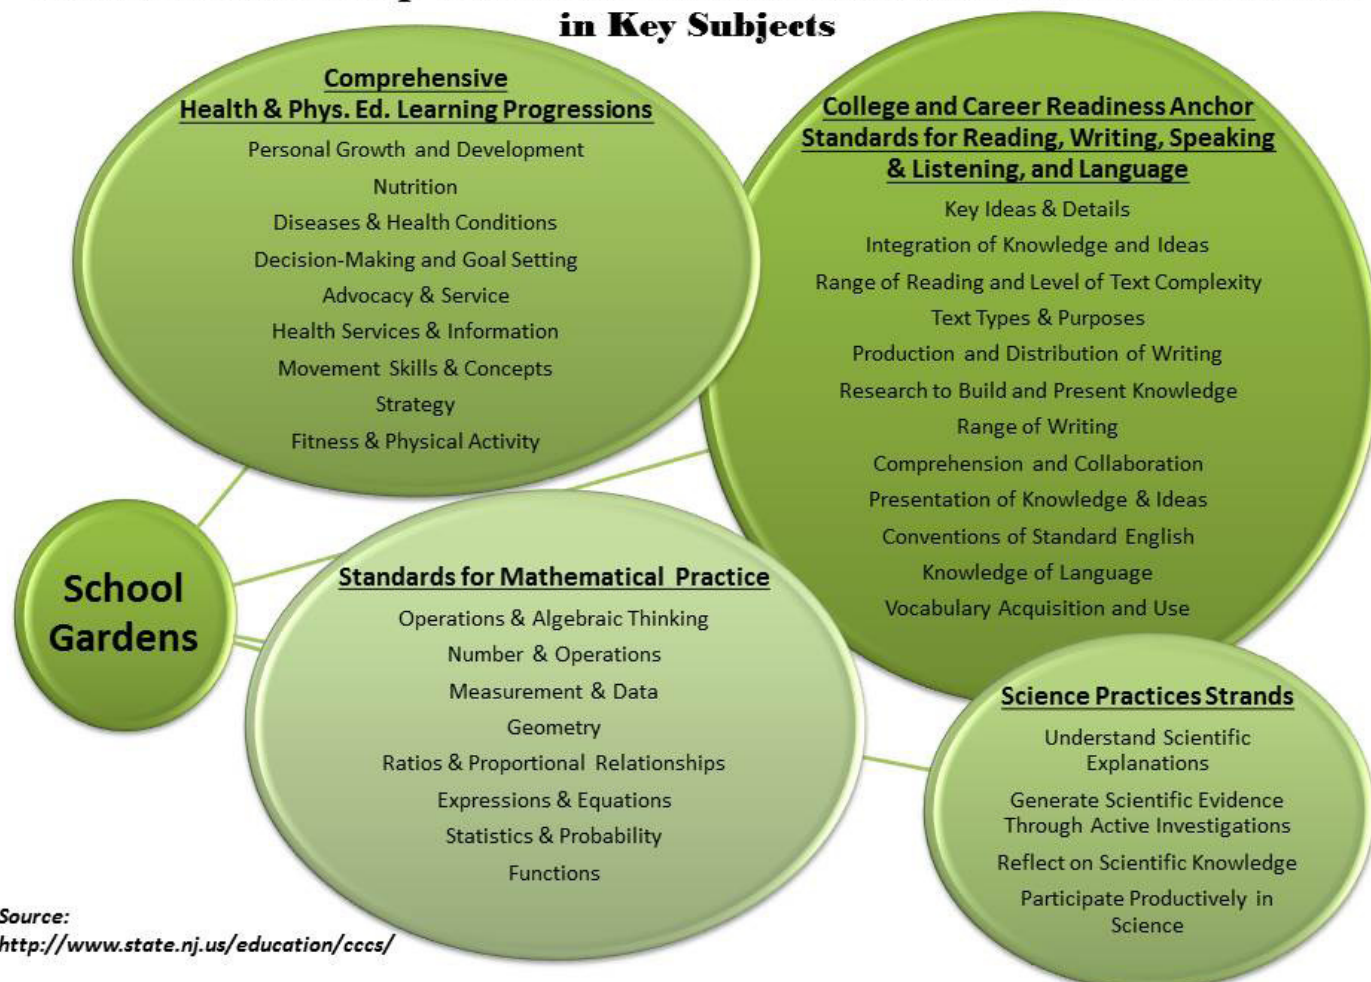 in Key Subjects
Comprehensive
Health & Phys. Ed. Learning Progressions
Personal Growth and Development
Nutrition
Diseases & Health Conditions
Decision-Making and Goal Setting
Advocacy & Service
Health Services & Information
Movement Skills & Concepts
Strategy
Fitness & Physical Activity
College and Career Readiness Anchor
Standards for Reading, Writing, Speaking
& Listening, and Language
Key Ideas & Details
Integration of Knowledge and Ideas
Range of Reading and Level of Text Complexity
Text Types & Purposes
Production and Distribution of Writing
Research to Build and Present Knowledge
Range of Writing
Comprehension and Collaboration
Presentation of Knowledge & Ideas
Conventions of Standard English
Knowledge of Language
Vocabulary Acquisition and Use
School
Gardens
Standards for Mathematical Practice
Operations & Algebraic Thinking
Number & Operations
Measurement & Data
Geometry
Ratios & Proportional Relationships
Expressions & Equations
Statistics & Probability
Functions
Science Practices Strands
Understand Scientific
Explanations
Generate Scientific Evidence
Through Active Investigations
Reflect on Scientific Knowledge
Participate Productively in
Science
Source:
http://www.state.nj.us/education/cccs/